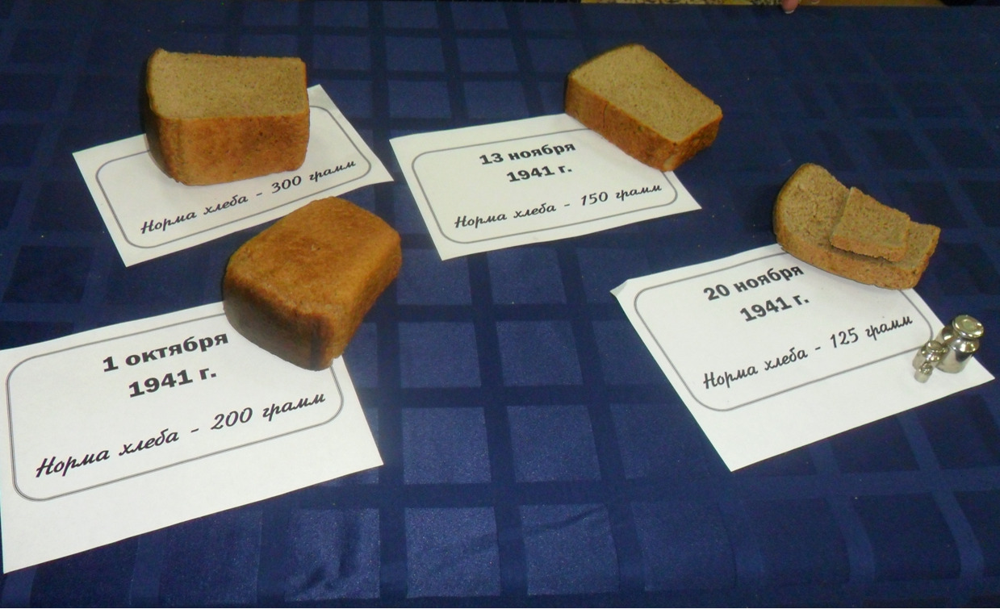 Норма хлеба - 300 грамм
13 ноября
1941 г.
Норма хлеба - 150 грамм
1 октября
1941 г.
Норма хлеба - 200 грамм
20 ноября
1941 г.
Норма хлеба - 125 грамм